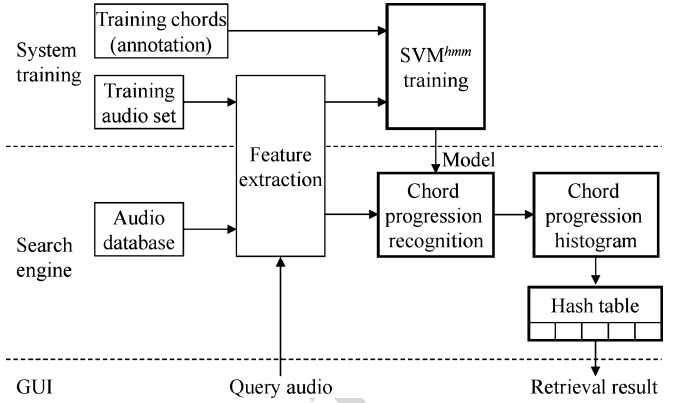 System
training
Training chords
(annotation)
Training
audio set
SVMhmm
training
Feature
extraction
Model
Search
engine
Audio
database
Chord
progression
recognition
Chord
progression
histogram
Hash table
GUI
Query audio
Retrieval result